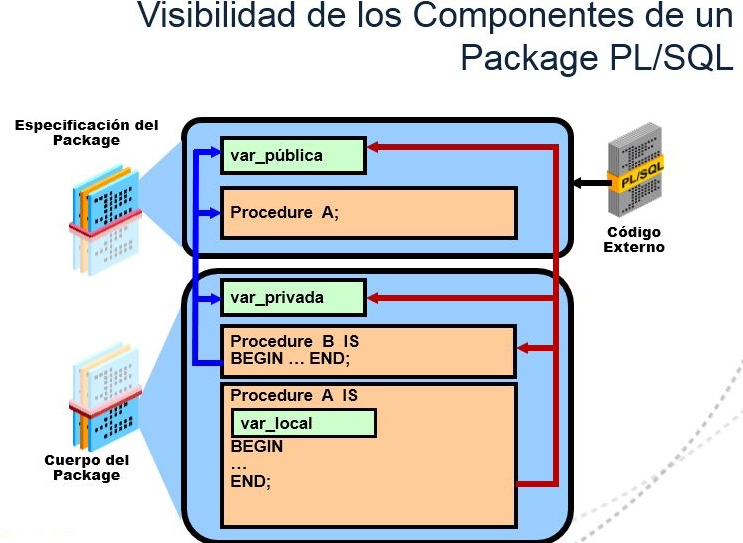 Visibilidad de los Componentes de un
Package PL/SQL
Especificación del
Package
var_pública
Procedure A;
PL/SQL
Código
Externo
var_privada
Procedure B IS
BEGIN ... END;
Procedure A IS
var_local
BEGIN
...
END;
Cuerpo del
Package